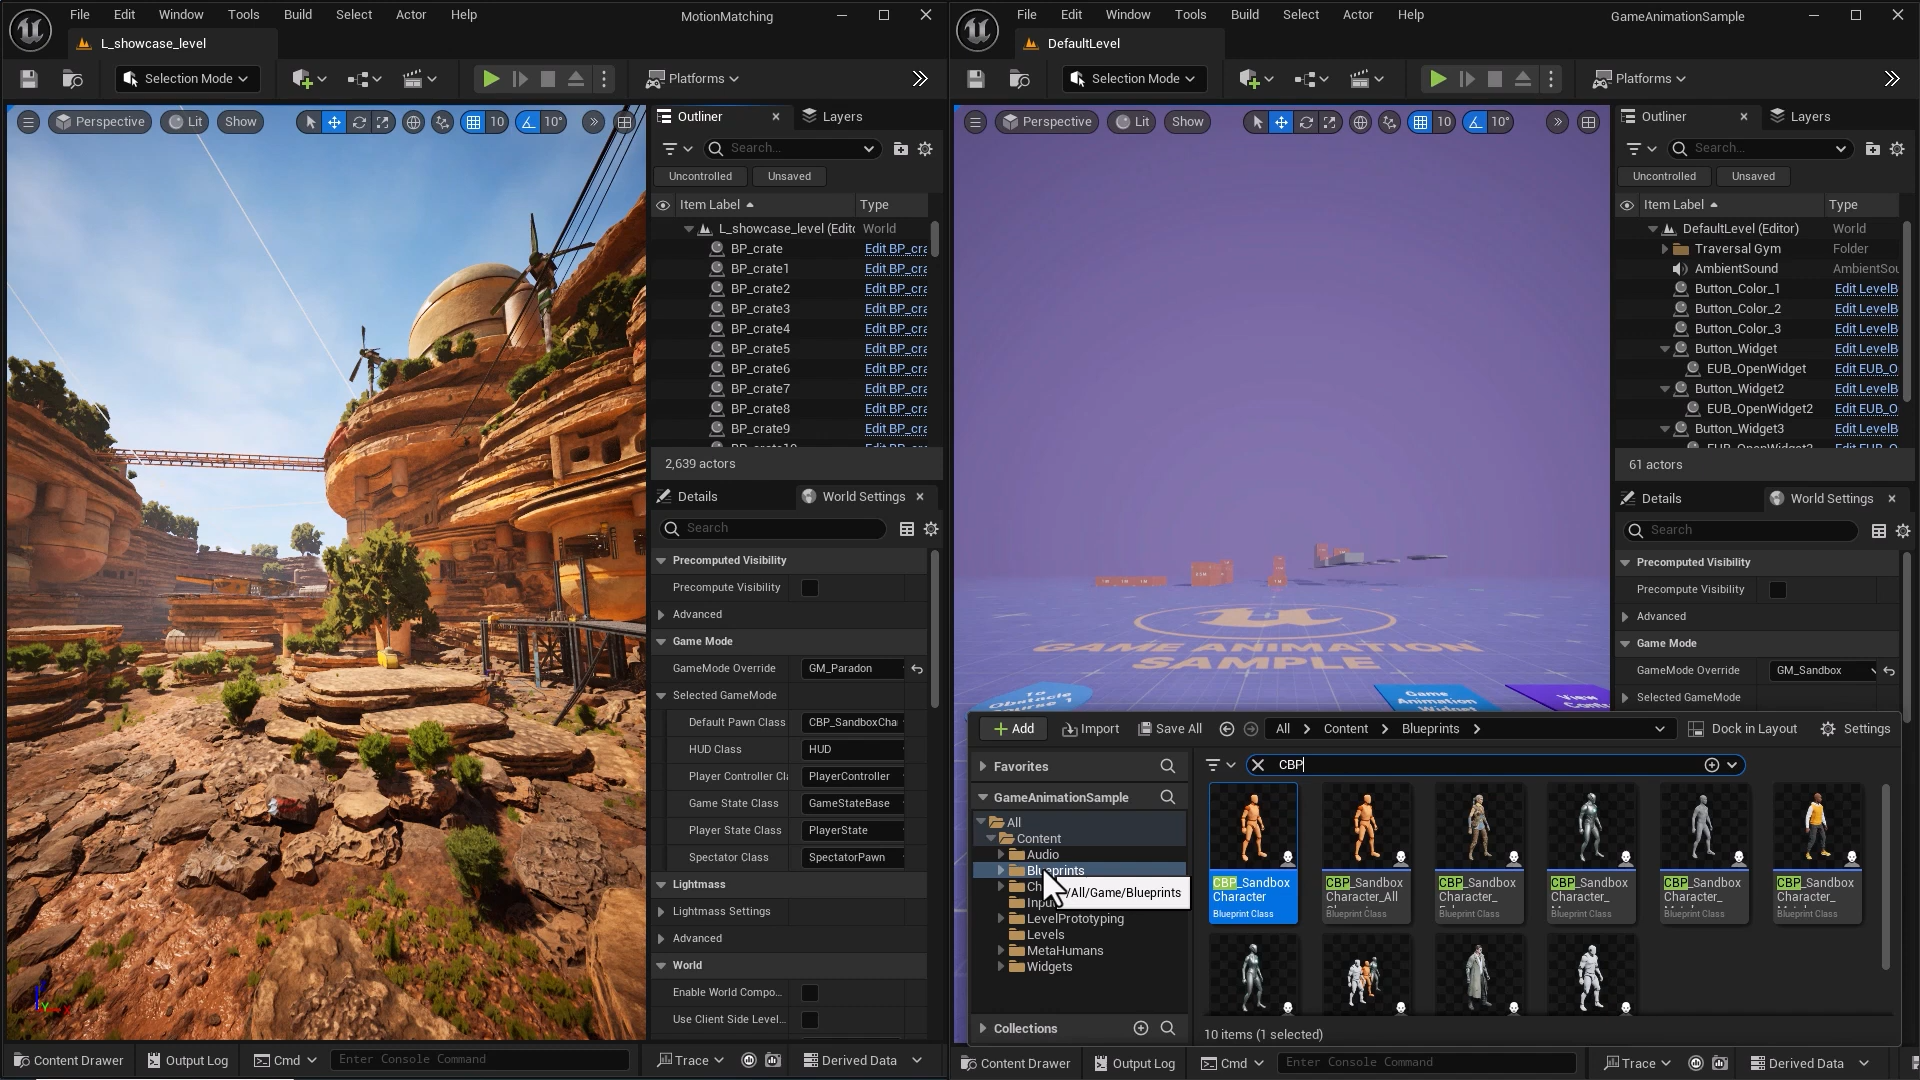 File Edit Window Tools Build Select Actor Help MotionMatching
L_showcase_level
Selection Mode Platforms
Perspective Lit Show 10 10°
Outliner Layers
Search...
Uncontrolled Unsaved
Item Label Type
L_showcase_level (Edito World
BP_crate Edit BP_cra
BP_crate1 Edit BP_cra
BP_crate2 Edit BP_cra
BP_crate3 Edit BP_cra
BP_crate4 Edit BP_cra
BP_crate5 Edit BP_cra
BP_crate6 Edit BP_cra
BP_crate7 Edit BP_cra
BP_crate8 Edit BP_cra
BP_crate9 Edit BP_cra
2,639 actors
Details World Settings
Search
Precomputed Visibility
Precompute Visibility
Advanced
Game Mode
GameMode Override GM_Paradon
Selected GameMode
Default Pawn Class CBP_SandboxCha
HUD Class HUD
Player Controller Cl PlayerController
Game State Class GameStateBase
Player State Class PlayerState
Spectator Class SpectatorPawn
Lightmass
Lightmass Settings
Advanced
World
Enable World Compo...
Use Client Side Level...
Content Drawer Output Log Cmd Enter Console Command Trace Derived Data
File Edit Window Tools Build Select Actor Help GameAnimationSample
DefaultLevel
Selection Mode Platforms
Perspective Lit Show 10 10°
GAME ANIMATION
SAMPLE
To
Obstacle
Course 1
Game
Animation
Widget
View
Outliner Layers
Search...
Uncontrolled Unsaved
Item Label Type
DefaultLevel (Editor) World
Traversal Gym Folder
AmbientSound AmbientSou
Button_Color_1 Edit LevelB
Button_Color_2 Edit LevelB
Button_Color_3 Edit LevelB
Button_Widget Edit LevelB
EUB_OpenWidget Edit EUB_O
Button_Widget2 Edit LevelB
EUB_OpenWidget2 Edit EUB_O
Button_Widget3 Edit LevelB
61 actors
Details World Settings
Search
Precomputed Visibility
Precompute Visibility
Advanced
Game Mode
GameMode Override GM_Sandbox
Selected GameMode
Add Import Save All All Content Blueprints Dock in Layout Settings
Favorites
GameAnimationSample
All
Content
Audio
Blueprints
Ch
/All/Game/Blueprints
Inpu
LevelPrototyping
Levels
MetaHumans
Widgets
Collections
CBP
CBP_Sandbox
Character
Blueprint Class
CBP_Sandbox
Character_All
Blueprint Class
CBP_Sandbox
Character_
Blueprint Class
CBP_Sandbox
Character_
Blueprint Class
CBP_Sandbox
Character_
Blueprint Class
CBP_Sandbox
Character_
Blueprint Class
10 items (1 selected)
Content Drawer Output Log Cmd Enter Console Command Trace Derived Data